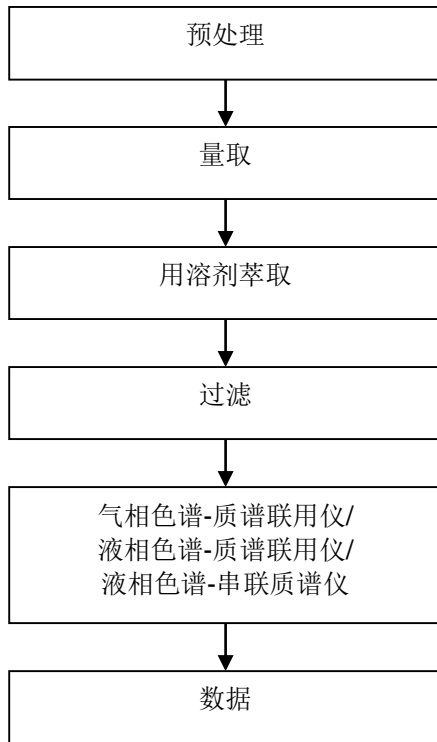 预处理
量取
用溶剂萃取
过滤
气相色谱-质谱联用仪/
液相色谱-质谱联用仪/
液相色谱-串联质谱仪
数据